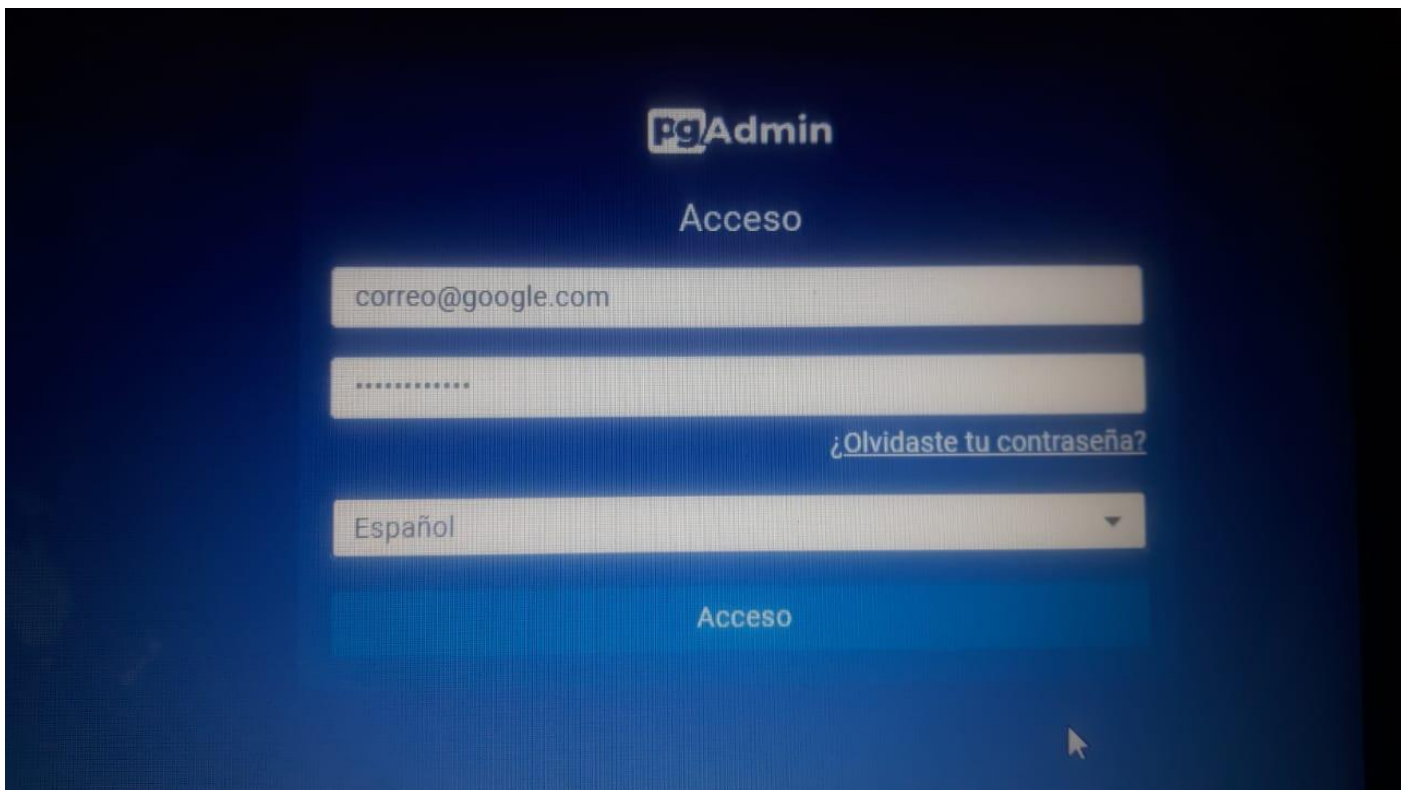 pgAdmin
Acceso
correo@google.com
••••••••••••
¿Olvidaste tu contraseña?
Español
Acceso